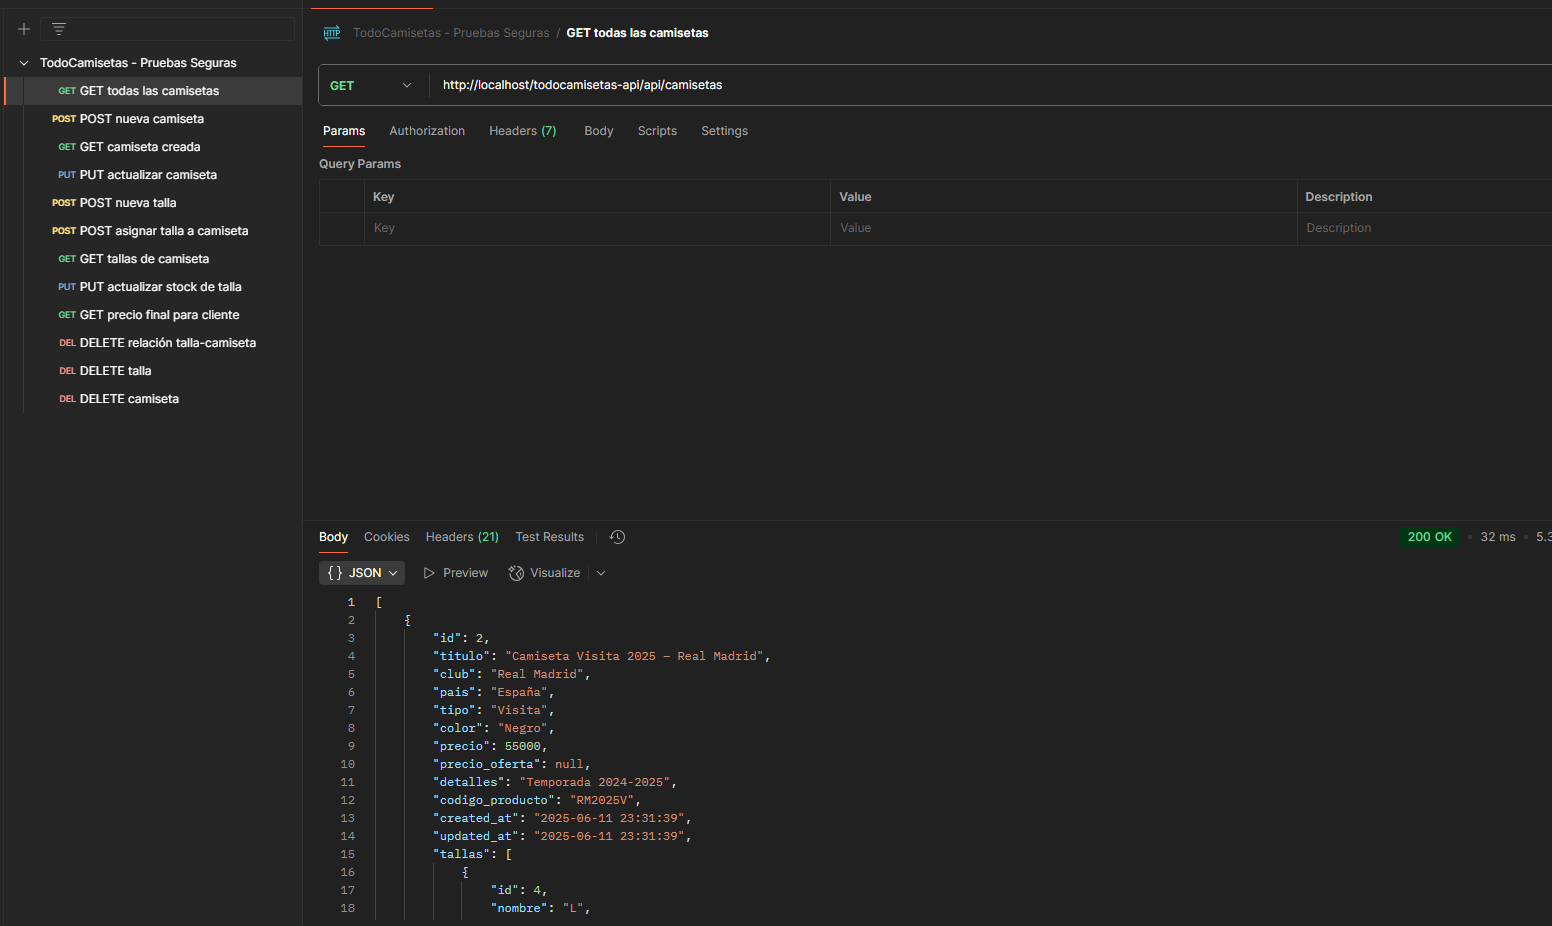 TodoCamisetas - Pruebas Seguras
GET GET todas las camisetas
POST POST nueva camiseta
GET GET camiseta creada
PUT PUT actualizar camiseta
POST POST nueva talla
POST POST asignar talla a camiseta
GET GET tallas de camiseta
PUT PUT actualizar stock de talla
GET GET precio final para cliente
DEL DELETE relación talla-camiseta
DEL DELETE talla
DEL DELETE camiseta
HTTP TodoCamisetas - Pruebas Seguras / GET todas las camisetas
GET http://localhost/todocamisetas-api/api/camisetas
Params Authorization Headers (7) Body Scripts Settings
Query Params
Key Value Description
Key Value Description
Body Cookies Headers (21) Test Results 200 OK • 32 ms •
{} JSON Preview Visualize
1 [
2 {
3 "id": 2,
4 "titulo": "Camiseta Visita 2025 – Real Madrid",
5 "club": "Real Madrid",
6 "pais": "España",
7 "tipo": "Visita",
8 "color": "Negro",
9 "precio": 55000,
10 "precio_oferta": null,
11 "detalles": "Temporada 2024-2025",
12 "codigo_producto": "RM2025V",
13 "created_at": "2025-06-11 23:31:39",
14 "updated_at": "2025-06-11 23:31:39",
15 "tallas": [
16 {
17 "id": 4,
18 "nombre": "L",